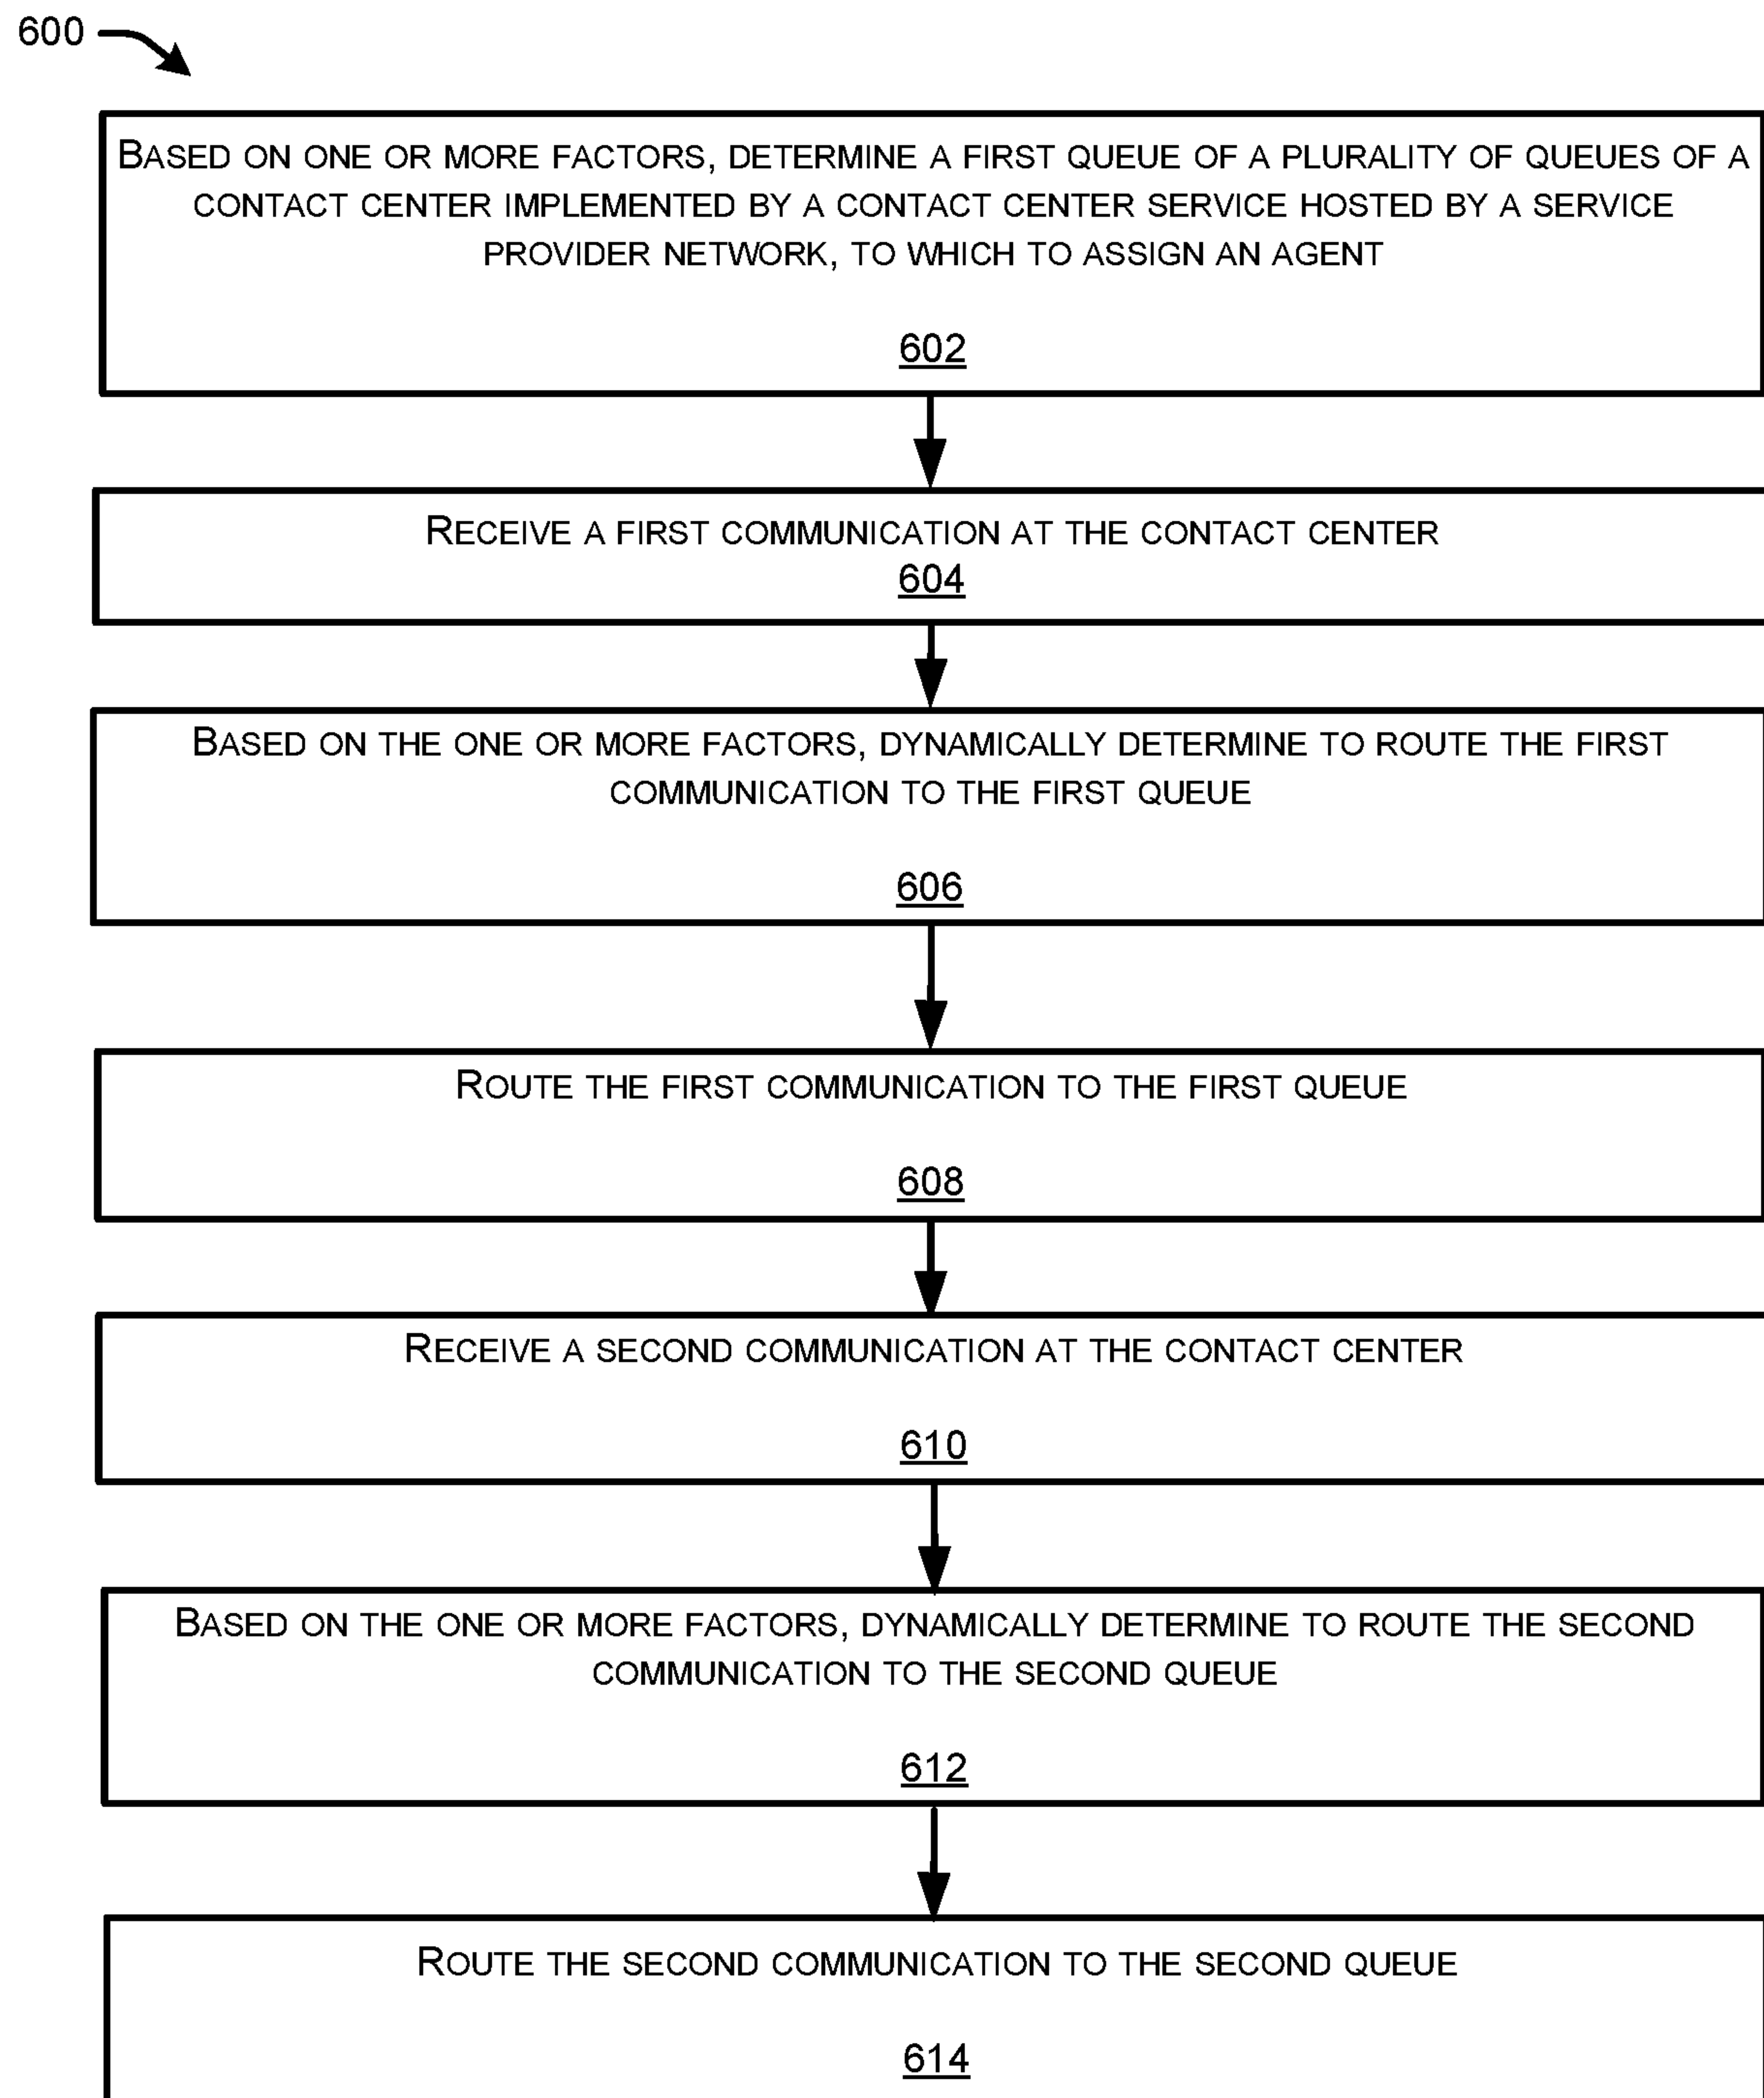 600
BASED ON ONE OR MORE FACTORS, DETERMINE A FIRST QUEUE OF A PLURALITY OF QUEUES OF A
CONTACT CENTER IMPLEMENTED BY A CONTACT CENTER SERVICE HOSTED BY A SERVICE
PROVIDER NETWORK, TO WHICH TO ASSIGN AN AGENT
602
RECEIVE A FIRST COMMUNICATION AT THE CONTACT CENTER
604
BASED ON THE ONE OR MORE FACTORS, DYNAMICALLY DETERMINE TO ROUTE THE FIRST
COMMUNICATION TO THE FIRST QUEUE
606
ROUTE THE FIRST COMMUNICATION TO THE FIRST QUEUE
608
RECEIVE A SECOND COMMUNICATION AT THE CONTACT CENTER
610
BASED ON THE ONE OR MORE FACTORS, DYNAMICALLY DETERMINE TO ROUTE THE SECOND
COMMUNICATION TO THE SECOND QUEUE
612
ROUTE THE SECOND COMMUNICATION TO THE SECOND QUEUE
614